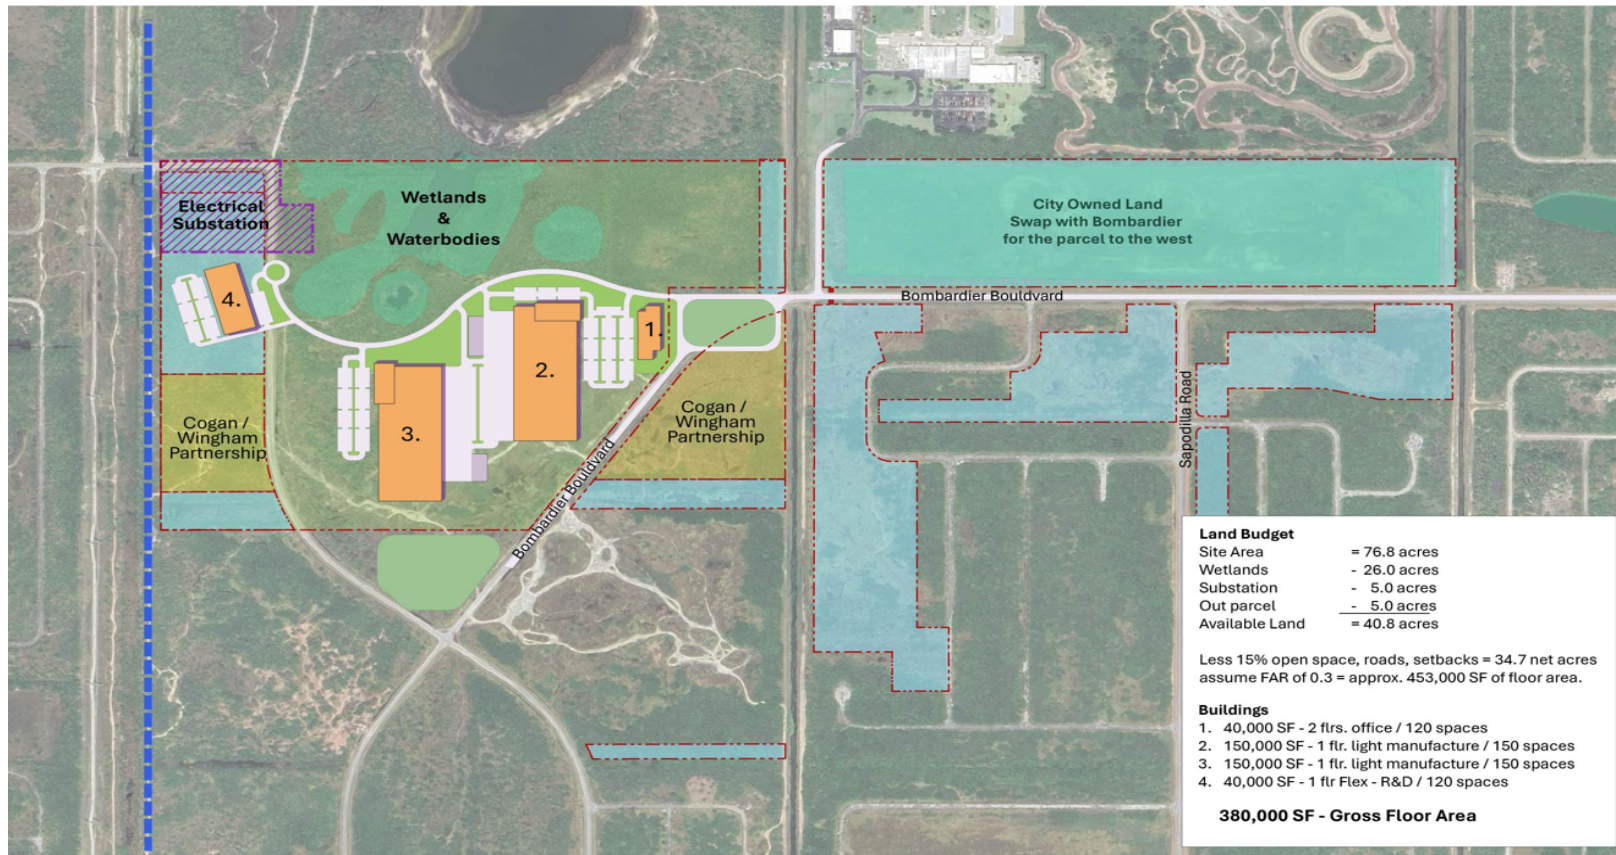 Electrical
Substation
Wetlands
&
Waterbodies
City Owned Land
Swap with Bombardier
for the parcel to the west
Bombardier Bouldvard
4.
1.
2.
3.
Cogan /
Wingham
Partnership
Cogan /
Wingham
Partnership
Bombardier Bouldvard
Sapodilla Road
Land Budget
Site Area = 76.8 acres
Wetlands - 26.0 acres
Substation - 5.0 acres
Out parcel - 5.0 acres
Available Land = 40.8 acres
Less 15% open space, roads, setbacks = 34.7 net acres
assume FAR of 0.3 = approx. 453,000 SF of floor area.
Buildings
1. 40,000 SF - 2 flrs. office / 120 spaces
2. 150,000 SF - 1 flr. light manufacture / 150 spaces
3. 150,000 SF - 1 flr. light manufacture / 150 spaces
4. 40,000 SF - 1 flr Flex - R&D / 120 spaces
380,000 SF - Gross Floor Area